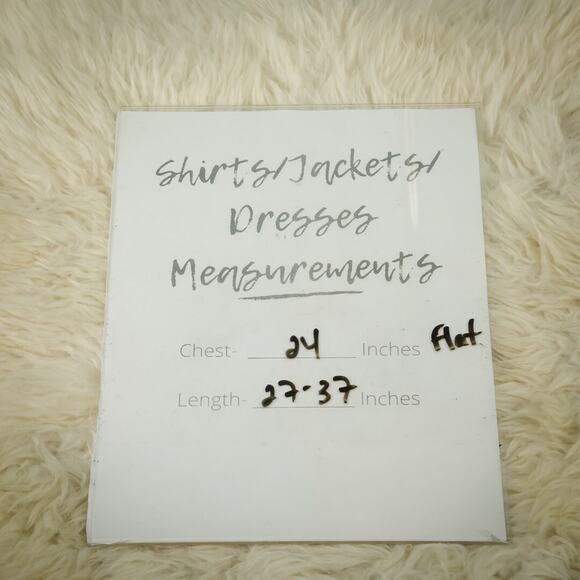 Shirts/Jackets/
Dresses
Measurements
Chest- 24 Inches Flat
Length- 27-37 Inches